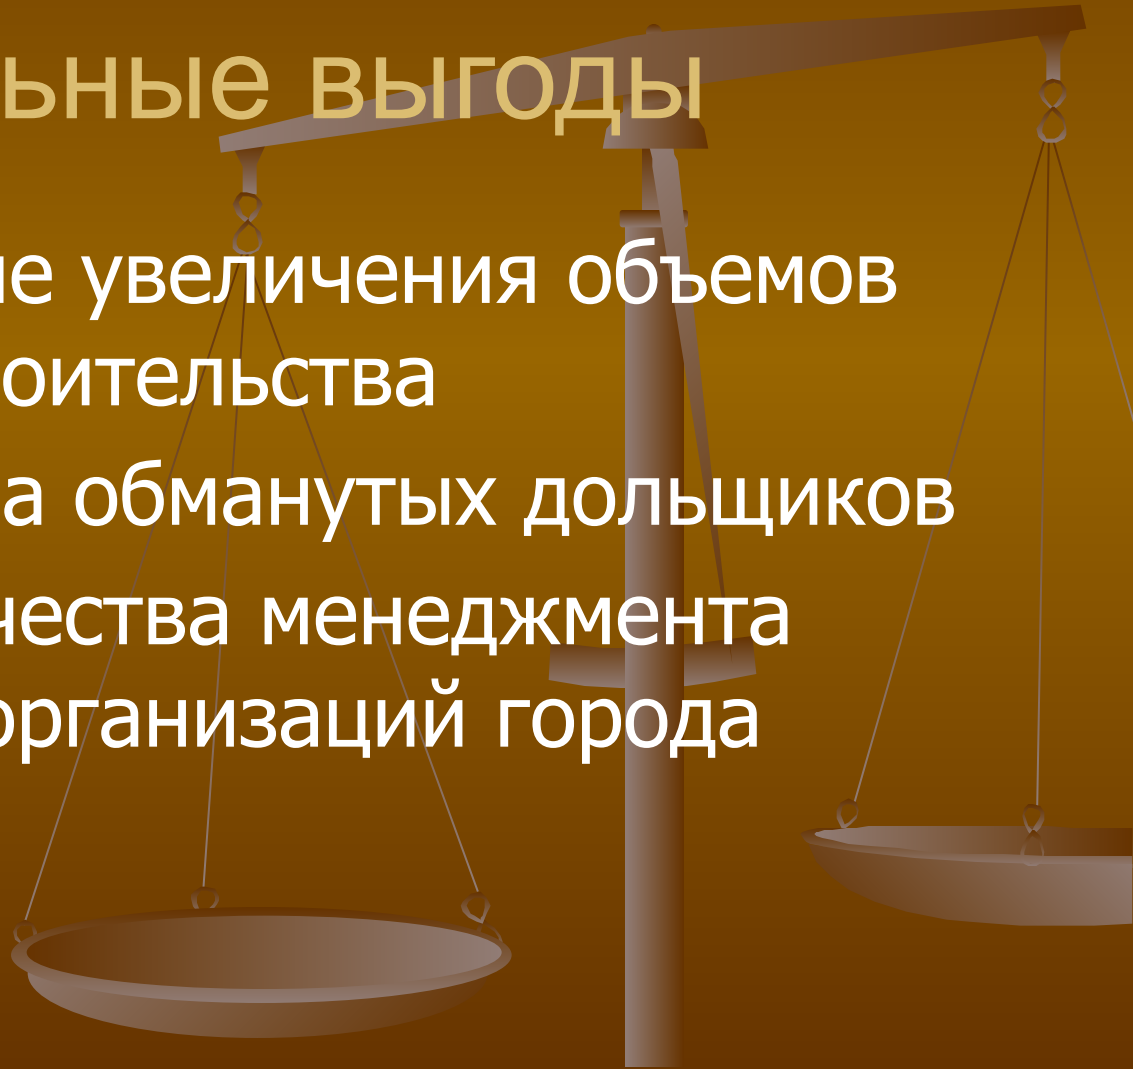 ьные выгоды
ие увеличения объемов
оительства
а обманутых дольщиков
чества менеджмента
организаций города